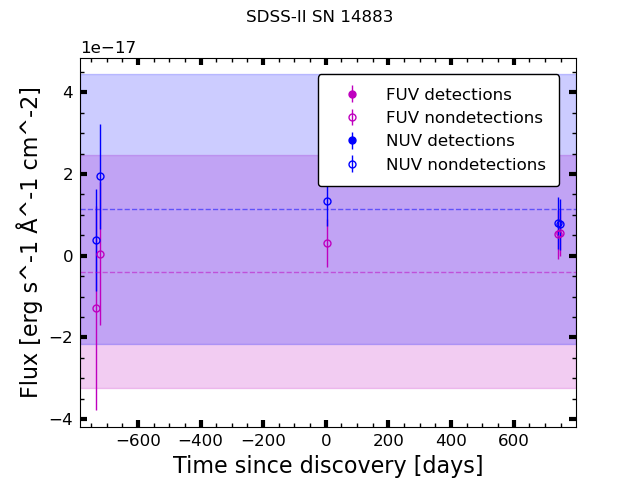 SDSS-II SN 14883
1e−17
FUV detections
FUV nondetections
NUV detections
NUV nondetections
4
2
0
−2
−4
Flux [erg s^-1 Å^-1 cm^-2]
−600 −400 −200 0 200 400 600
Time since discovery [days]